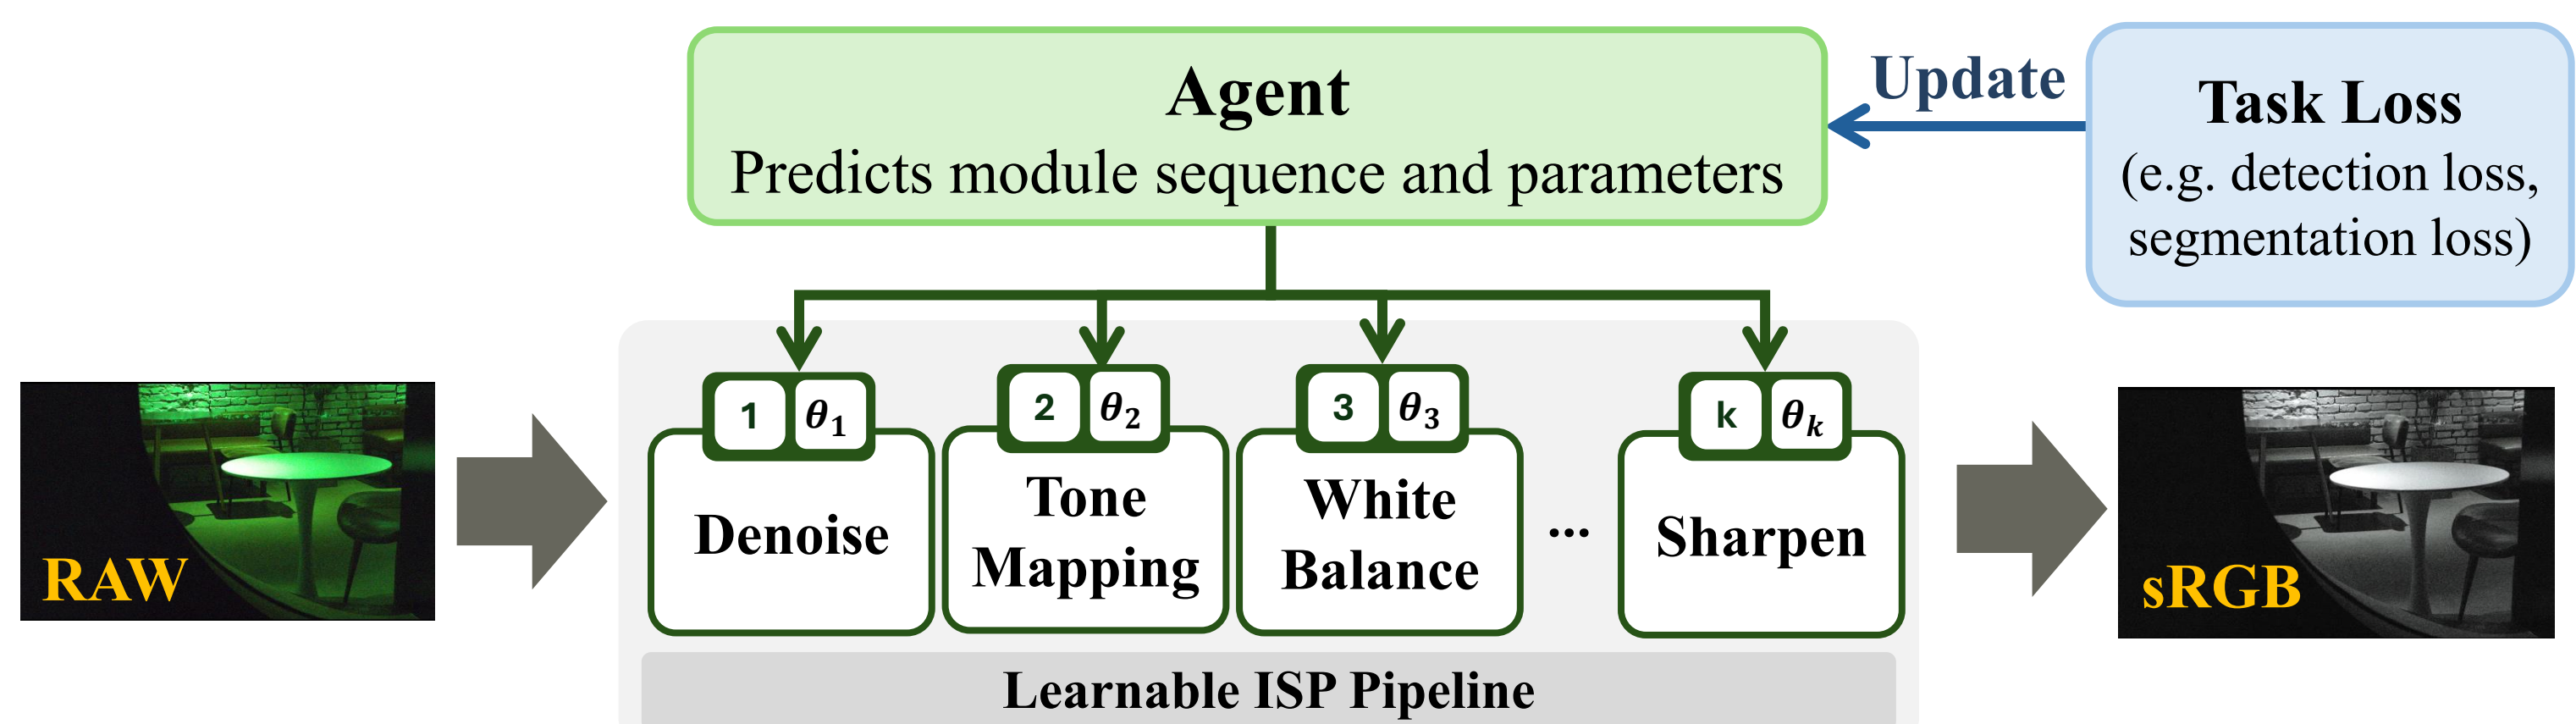 Agent
Predicts module sequence and parameters
Update
Task Loss
(e.g. detection loss,
segmentation loss)
1 θ₁
2 θ₂
3 θ₃
k θₖ
Denoise
Tone
Mapping
White
Balance
...
Sharpen
RAW
sRGB
Learnable ISP Pipeline